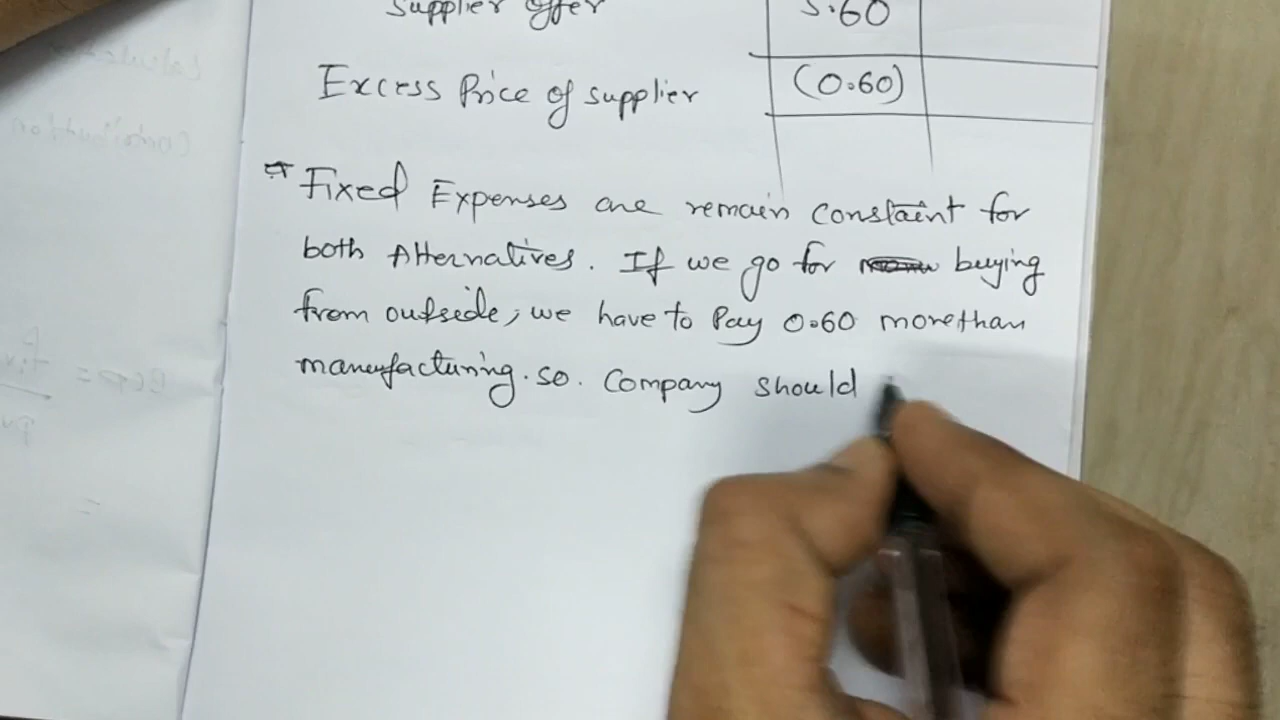 Supplier offer 5.60
Excess Price of supplier (0.60)
* Fixed Expenses are remain constaint for
both Alternatives. If we go for buying
from outside, we have to Pay 0.60 morethan
manufacturing. so. Company should